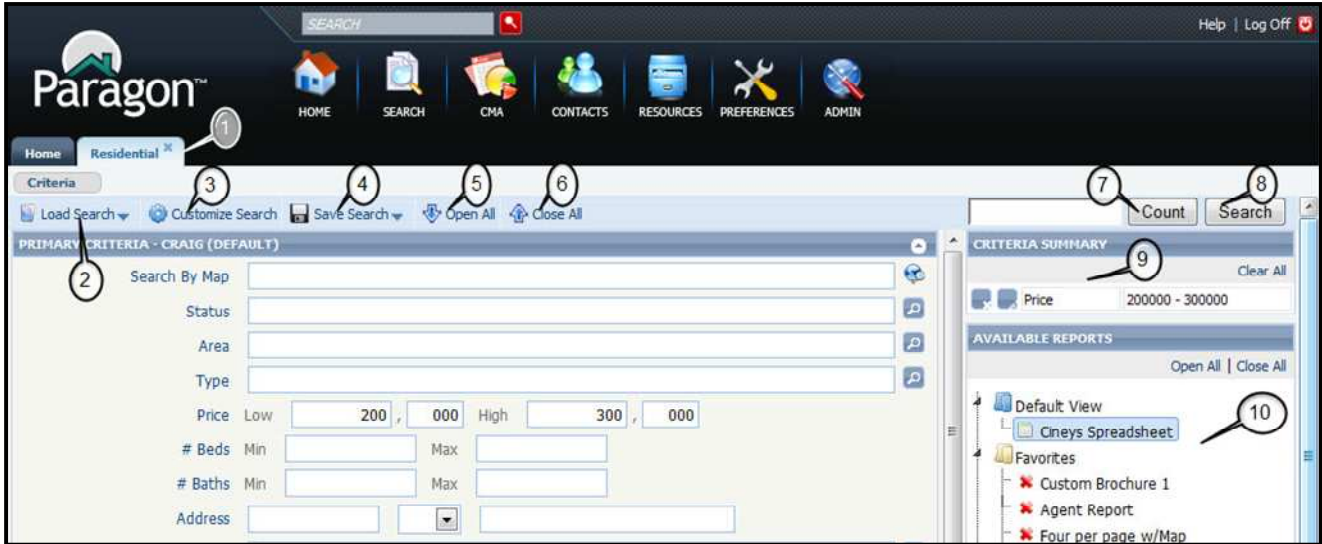 SEARCH
Help | Log Off
Paragon™
HOME SEARCH CMA CONTACTS RESOURCES PREFERENCES ADMIN
1
Home Residential x
Criteria
3 4 5 6 7 8
Load Search Customize Search Save Search Open All Close All Count Search
PRIMARY CRITERIA - CRAIG (DEFAULT)
CRITERIA SUMMARY
2
9
Search By Map
Clear All
Status
Price 200000 - 300000
Area
AVAILABLE REPORTS
Type
Open All | Close All
Price Low 200 , 000 High 300 , 000
Default View
10
Cineys Spreadsheet
# Beds Min Max
Favorites
# Baths Min Max
Custom Brochure 1
Address
Agent Report
Four per page w/Map